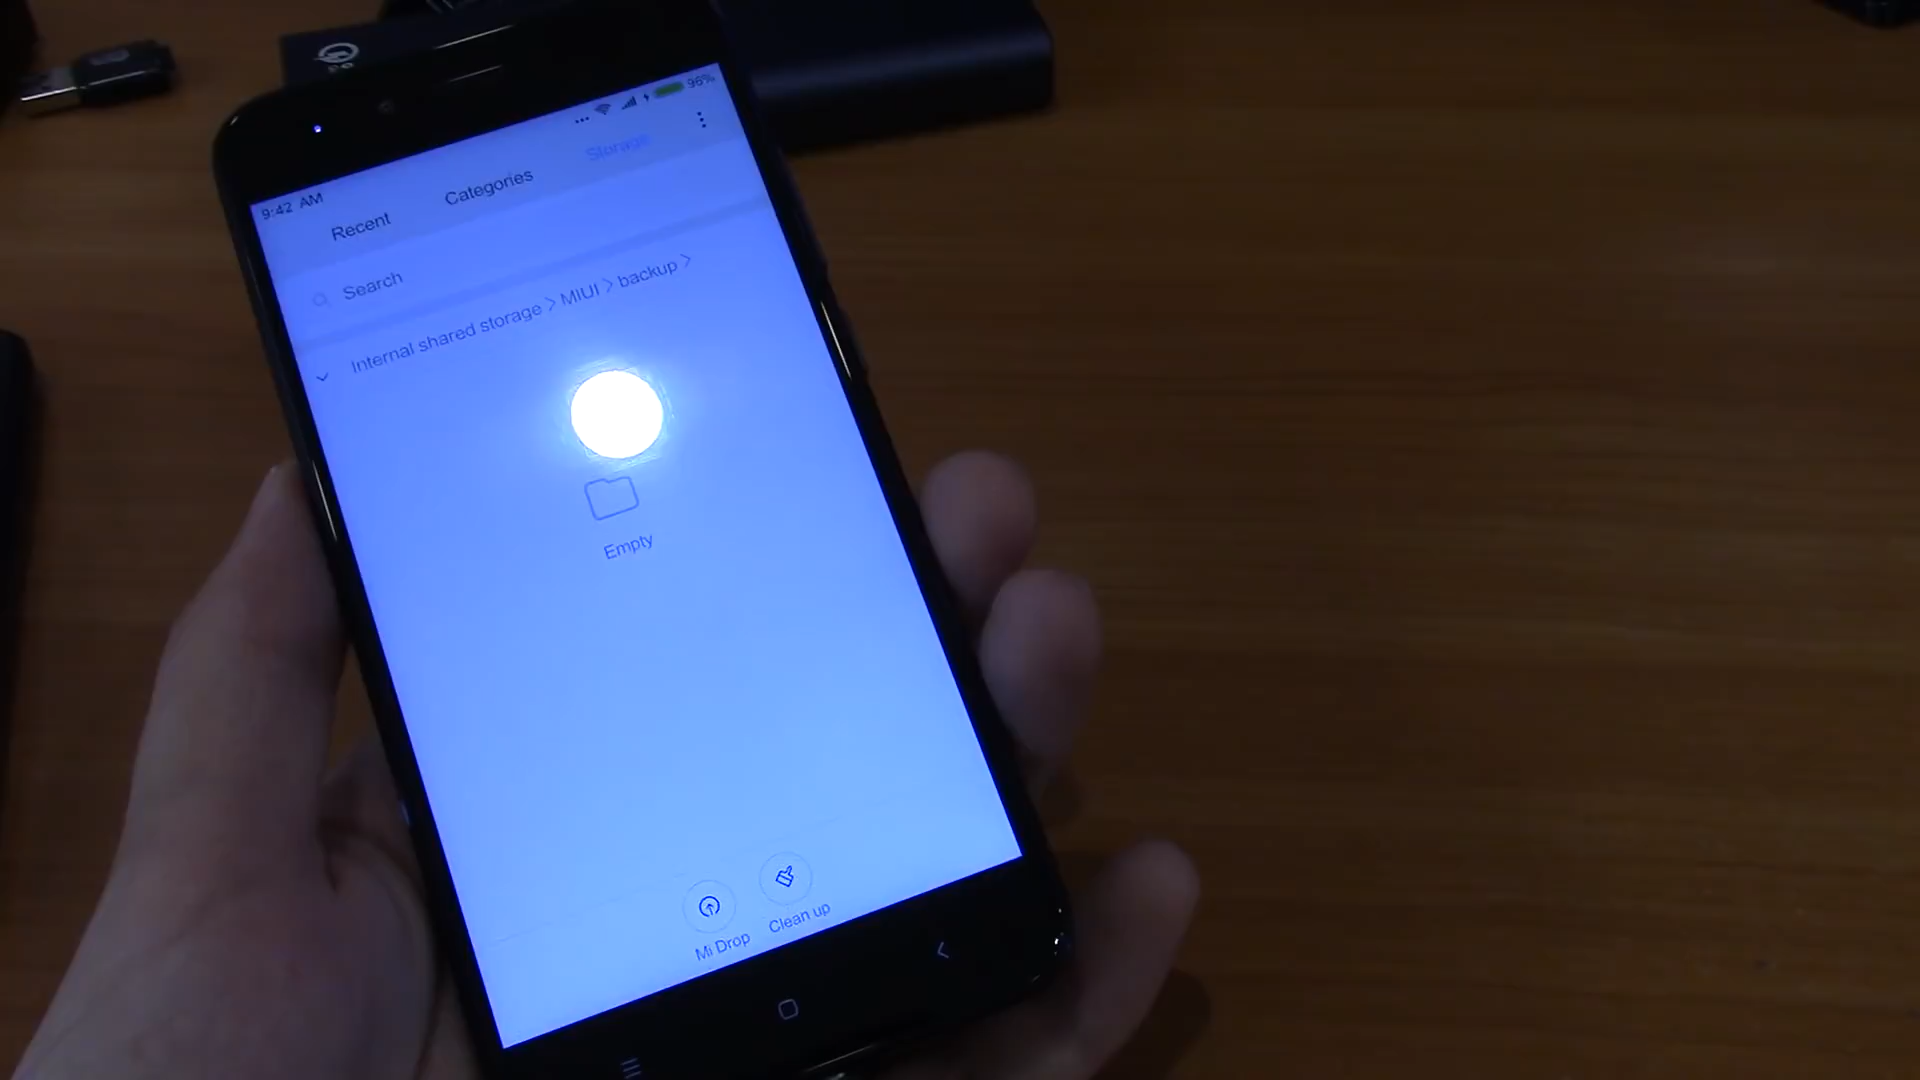 9:42 AM
96%
Recent
Categories
Storage
Search
Internal shared storage > MIUI > backup >
Empty
Mi Drop
Clean up